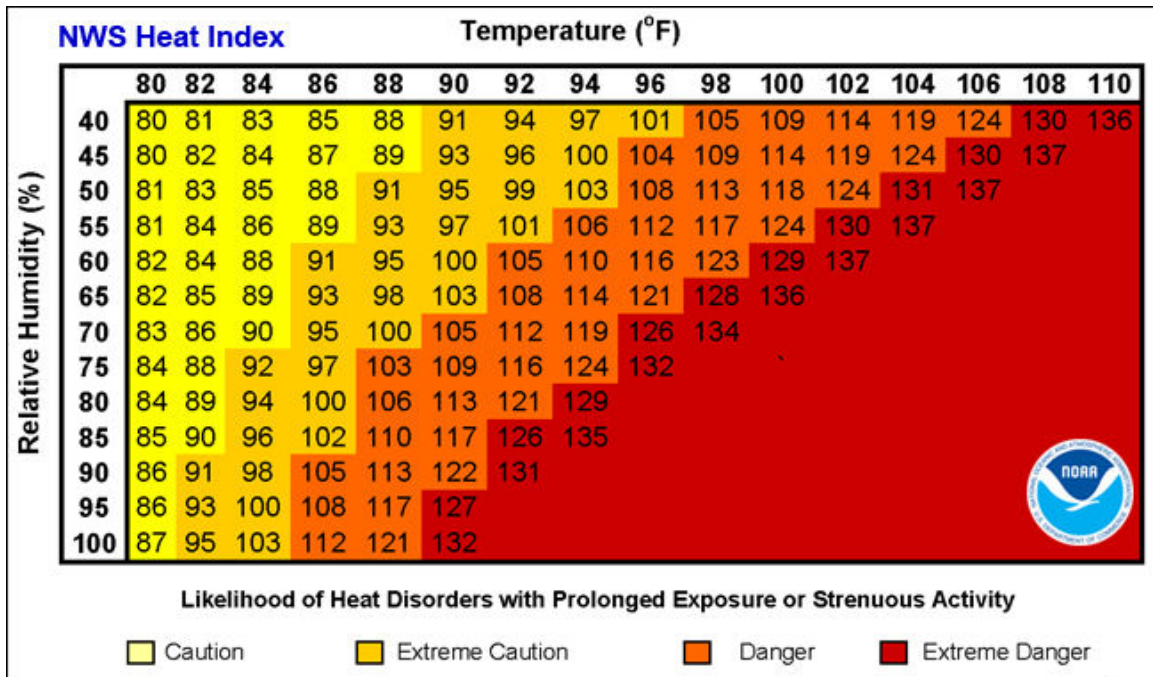 NWS Heat Index Temperature (°F)
80 82 84 86 88 90 92 94 96 98 100 102 104 106 108 110
Relative Humidity (%)
40 80 81 83 85 88 91 94 97 101 105 109 114 119 124 130 136
45 80 82 84 87 89 93 96 100 104 109 114 119 124 130 137
50 81 83 85 88 91 95 99 103 108 113 118 124 131 137
55 81 84 86 89 93 97 101 106 112 117 124 130 137
60 82 84 88 91 95 100 105 110 116 123 129 137
65 82 85 89 93 98 103 108 114 121 128 136
70 83 86 90 95 100 105 112 119 126 134
75 84 88 92 97 103 109 116 124 132
80 84 89 94 100 106 113 121 129
85 85 90 96 102 110 117 126 135
90 86 91 98 105 113 122 131
95 86 93 100 108 117 127
100 87 95 103 112 121 132
NATIONAL OCEANIC AND ATMOSPHERIC ADMINISTRATION
NOAA
U.S. DEPARTMENT OF COMMERCE
Likelihood of Heat Disorders with Prolonged Exposure or Strenuous Activity
Caution Extreme Caution Danger Extreme Danger